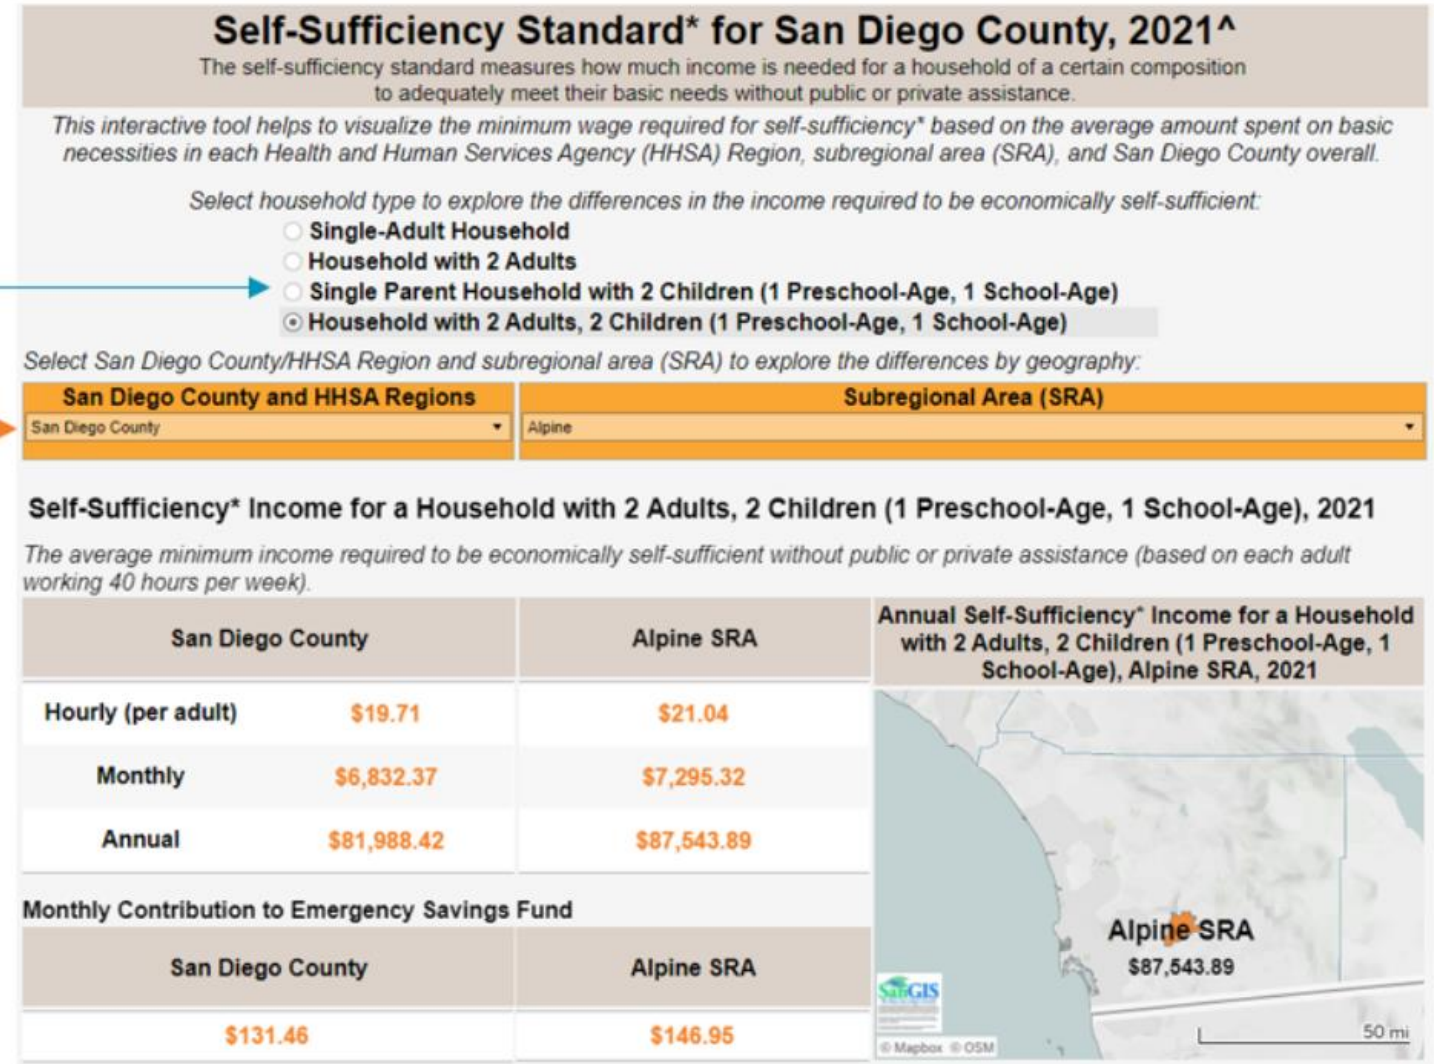 Self-Sufficiency Standard* for San Diego County, 2021^
The self-sufficiency standard measures how much income is needed for a household of a certain composition
to adequately meet their basic needs without public or private assistance.
This interactive tool helps to visualize the minimum wage required for self-sufficiency* based on the average amount spent on basic
necessities in each Health and Human Services Agency (HHSA) Region, subregional area (SRA), and San Diego County overall.
Select household type to explore the differences in the income required to be economically self-sufficient:
Single-Adult Household
Household with 2 Adults
Single Parent Household with 2 Children (1 Preschool-Age, 1 School-Age)
Household with 2 Adults, 2 Children (1 Preschool-Age, 1 School-Age)
Select San Diego County/HHSA Region and subregional area (SRA) to explore the differences by geography:
San Diego County and HHSA Regions
Subregional Area (SRA)
San Diego County
Alpine
Self-Sufficiency* Income for a Household with 2 Adults, 2 Children (1 Preschool-Age, 1 School-Age), 2021
The average minimum income required to be economically self-sufficient without public or private assistance (based on each adult
working 40 hours per week).
San Diego County
Alpine SRA
Hourly (per adult) $19.71 $21.04
Monthly $6,832.37 $7,295.32
Annual $81,988.42 $87,543.89
Monthly Contribution to Emergency Savings Fund
San Diego County
Alpine SRA
$131.46 $146.95
Annual Self-Sufficiency* Income for a Household
with 2 Adults, 2 Children (1 Preschool-Age, 1
School-Age), Alpine SRA, 2021
Alpine SRA
$87,543.89
SanGIS
© Mapbox © OSM
50 mi